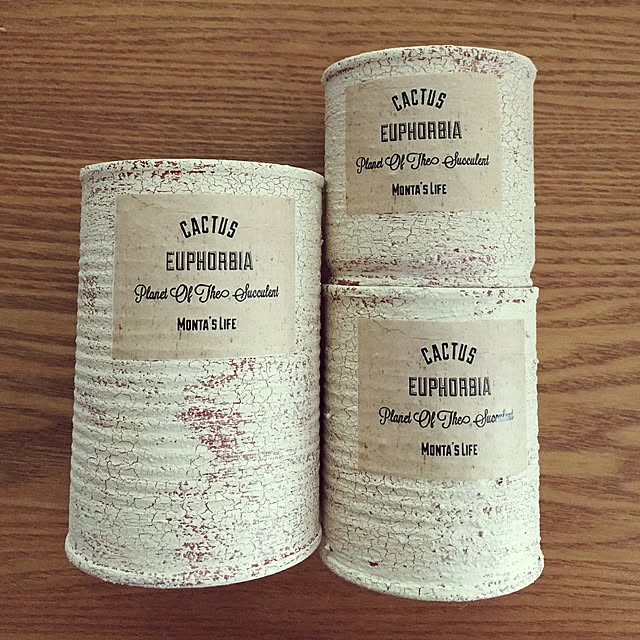 CACTUS
EUPHORBIA
Planet Of The Succulent
MONTA'S LIFE
CACTUS
EUPHORBIA
Planet Of The Succulent
MONTA'S LIFE
CACTUS
EUPHORBIA
Planet Of The Succulent
MONTA'S LIFE